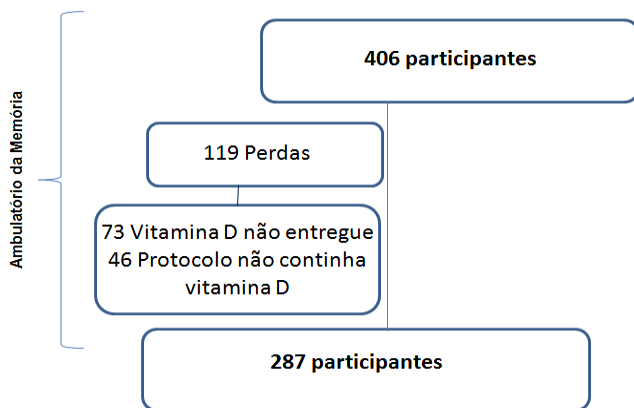 Ambulatório da Memória
406 participantes
119 Perdas
73 Vitamina D não entregue
46 Protocolo não continha
vitamina D
287 participantes